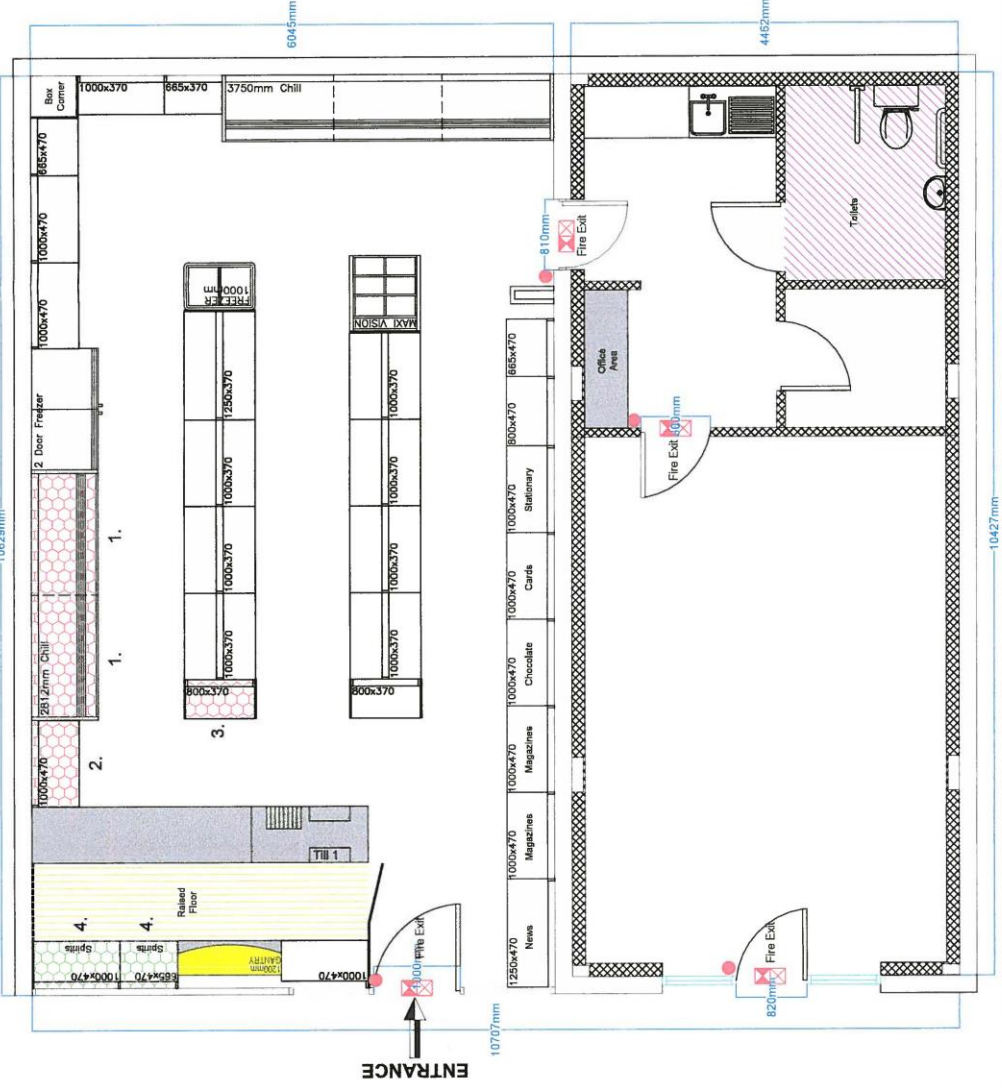 6045mm
4462mm
Box
Corner
1000x370
665x370
3750mm Chill
665x470
1000x470
1000x470
2 Door Freezer
2812mm Chill
1.
1.
1000x470
2.
FREEZER
1000mm
1250x370
1000x370
1000x370
1000x370
800x370
3.
MAXI VISION
1000x370
1000x370
1000x370
1000x370
800x370
810mm
Fire Exit
Toilets
Office
Area
600mm
Fire Exit
665x470
800x470
1000x470
Stationary
1000x470
Cards
1000x470
Chocolate
1000x470
Magazines
1000x470
Magazines
1250x470
News
Till 1
Raised
Floor
4.
Spirits
1000x470
4.
Spirits
665x470
1200mm
GANTRY
1000x470
1000mm
Fire Exit
Fire Exit
820mm
10427mm
10707mm
ENTRANCE